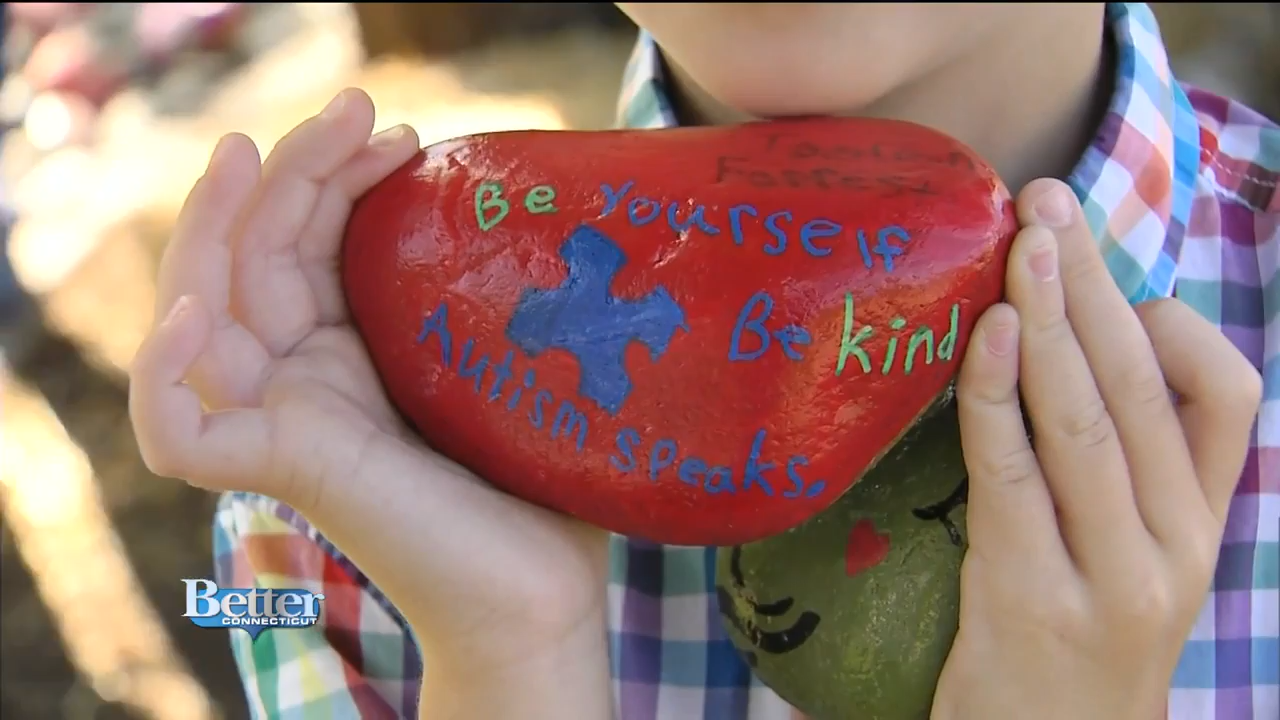 Be Yourself
Be kind
Autism speaks.
Better
CONNECTICUT